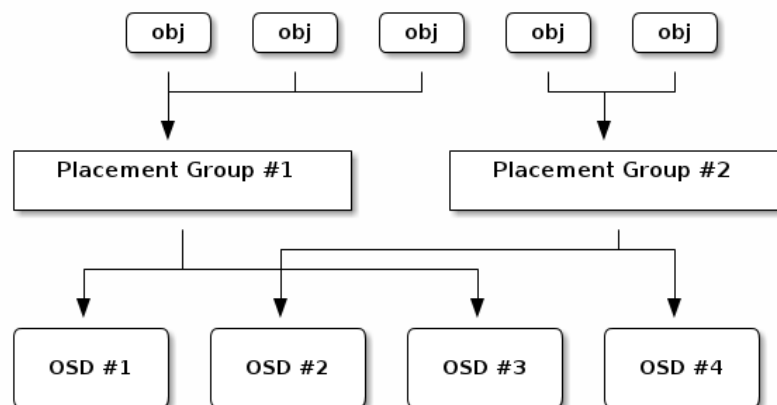 obj obj obj obj obj
Placement Group #1 Placement Group #2
OSD #1 OSD #2 OSD #3 OSD #4